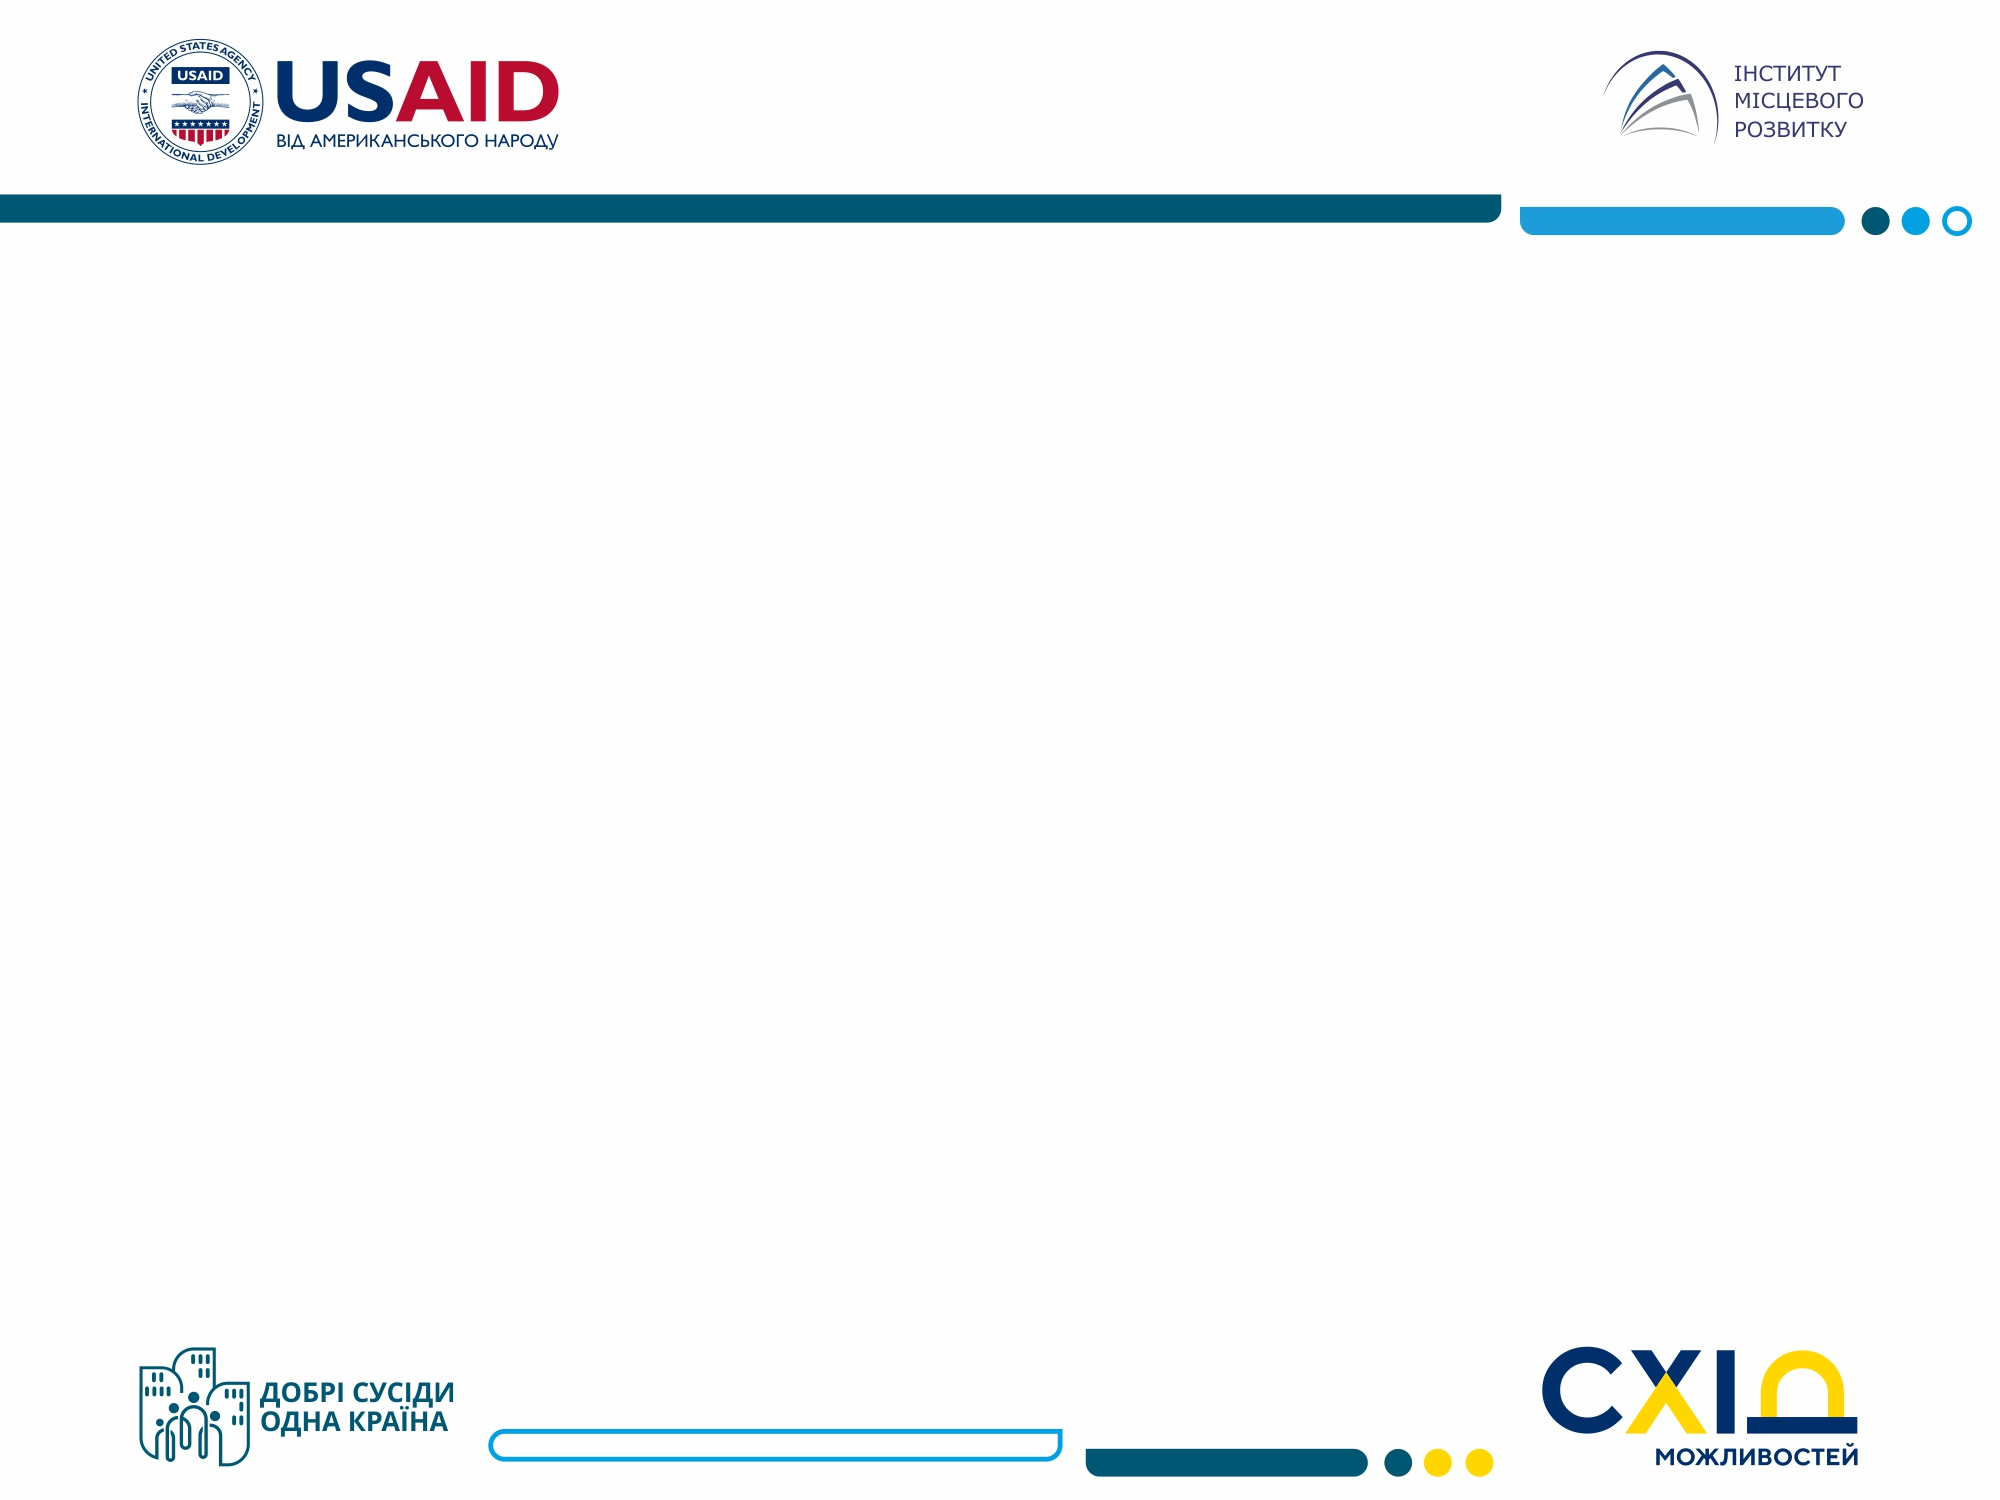 UNITED STATES AGENCY
USAID
INTERNATIONAL DEVELOPMENT
USAID
ВІД АМЕРИКАНСЬКОГО НАРОДУ
ІНСТИТУТ
МІСЦЕВОГО
РОЗВИТКУ
ДОБРІ СУСІДИ
ОДНА КРАЇНА
СХІД
МОЖЛИВОСТЕЙ